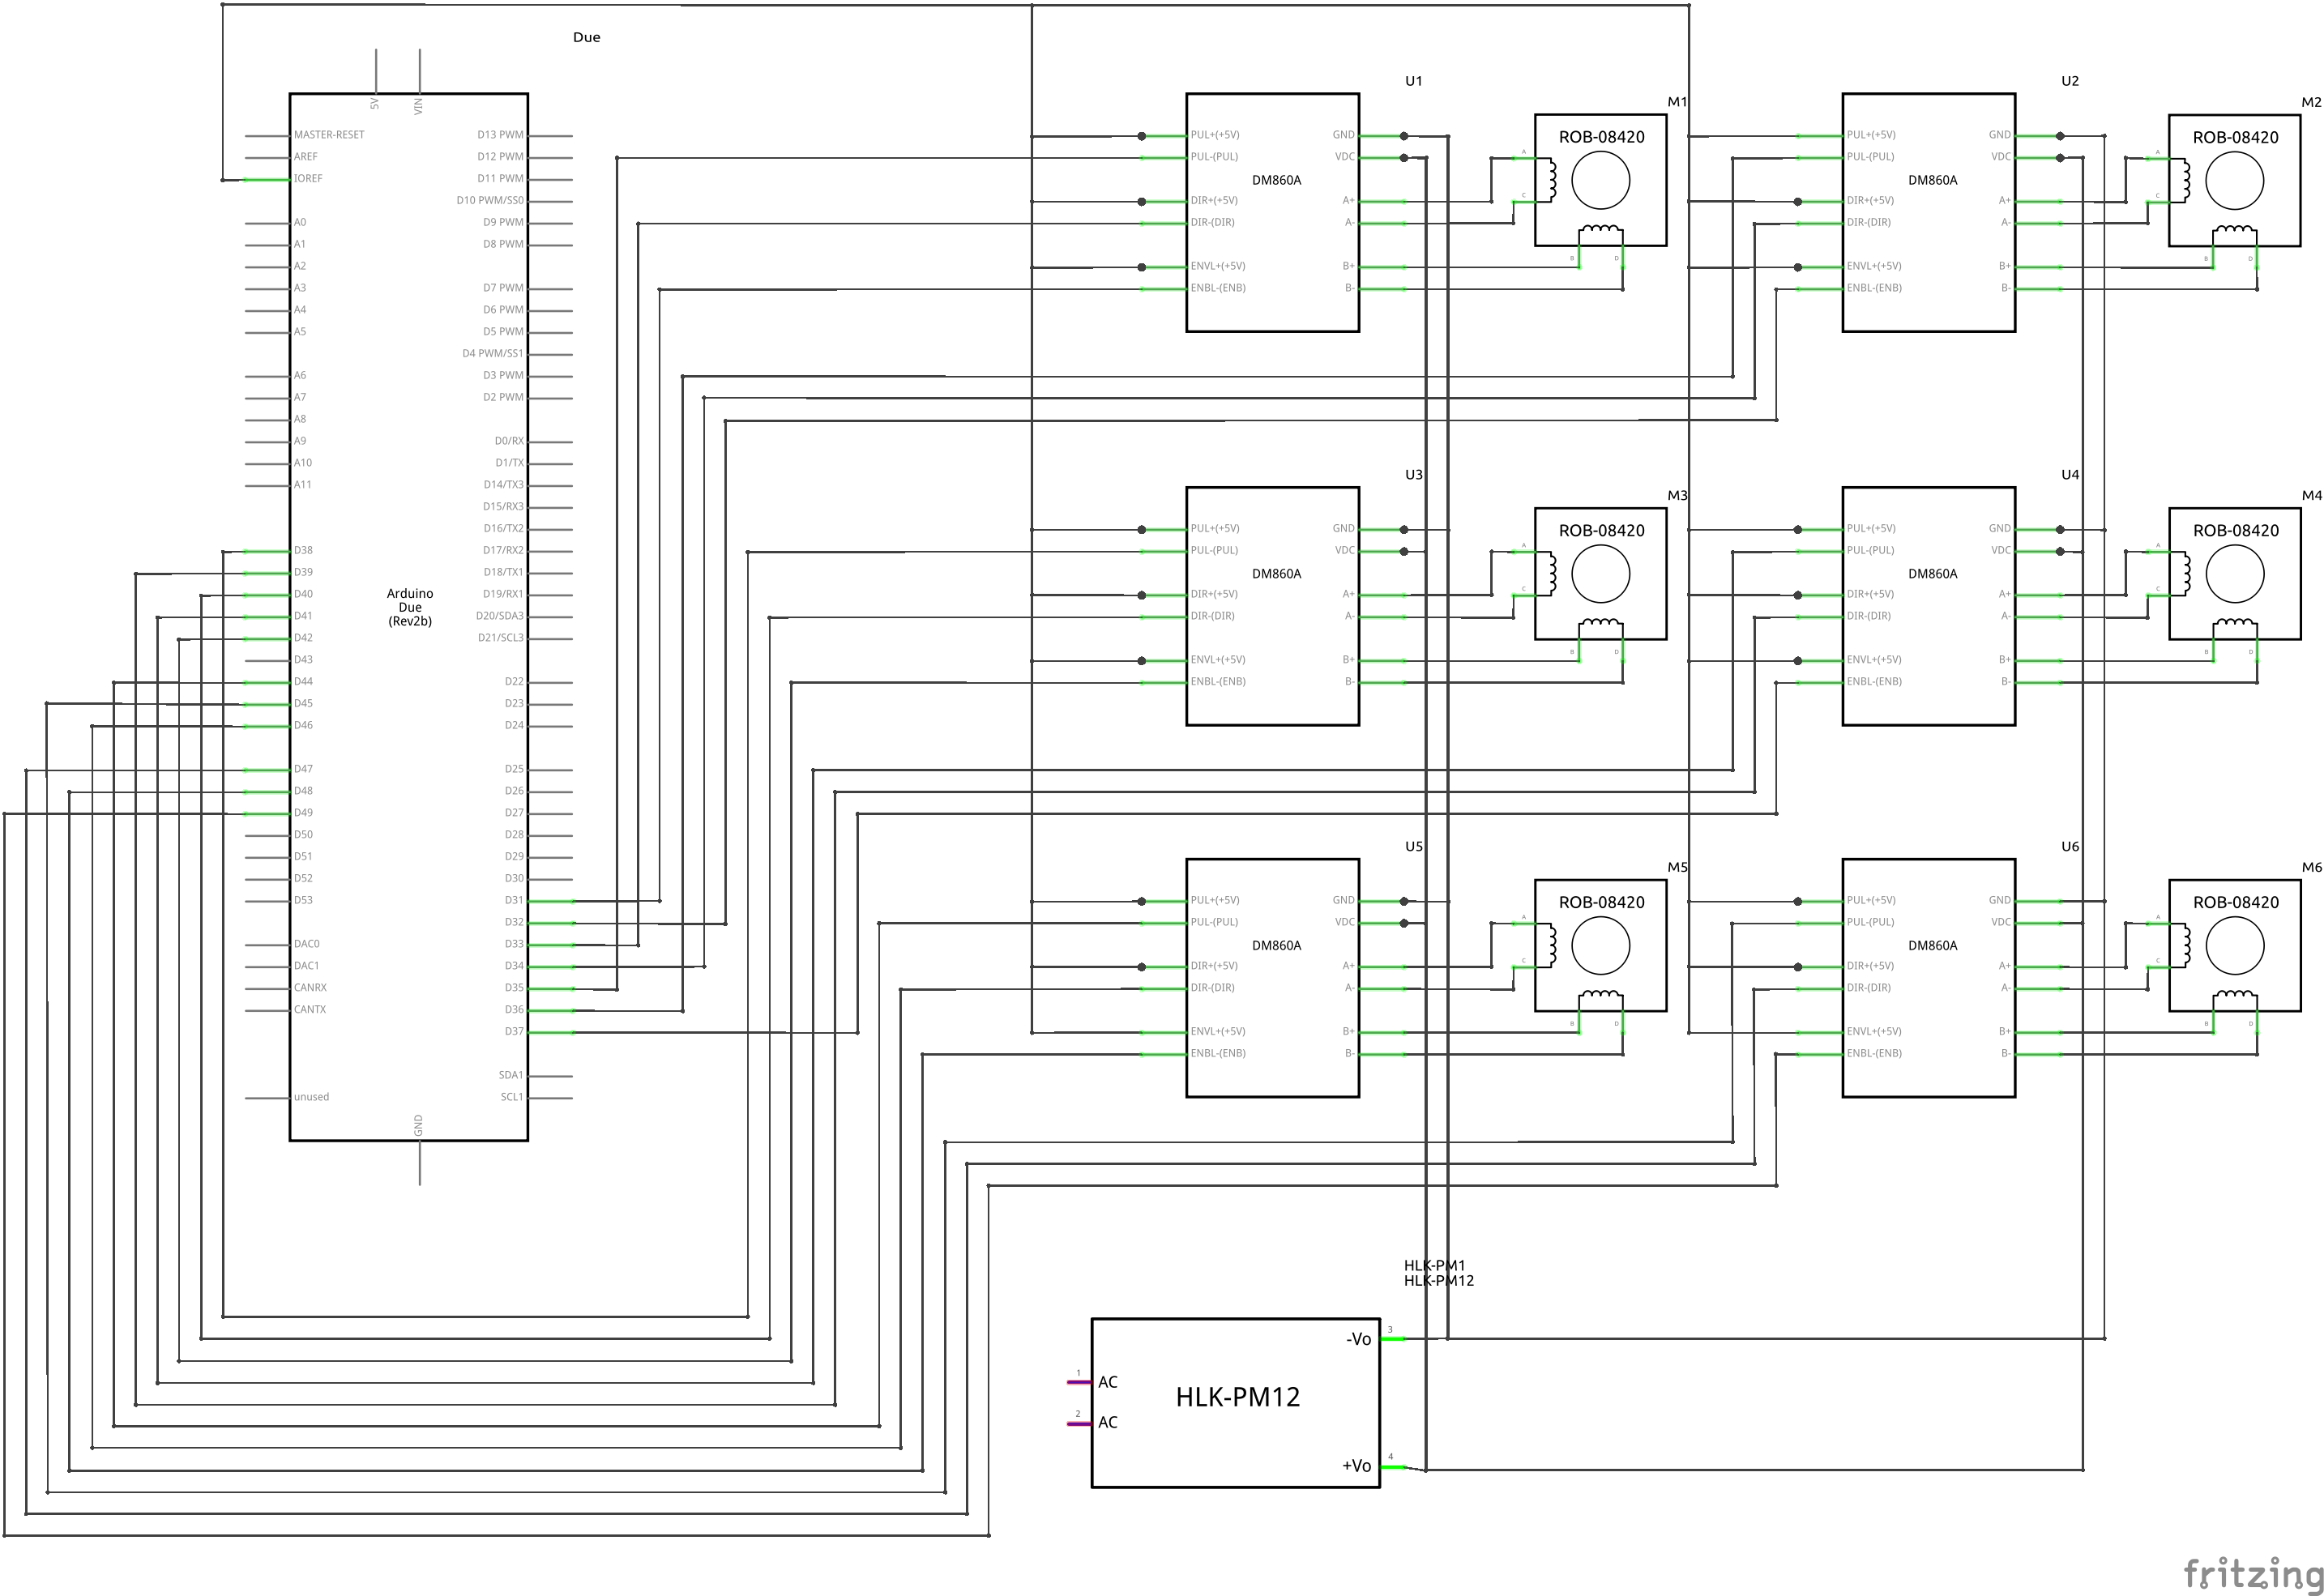 Due
5V
VIN
MASTER-RESET
AREF
IOREF
A0
A1
A2
A3
A4
A5
A6
A7
A8
A9
A10
A11
D38
D39
D40
D41
D42
D43
D44
D45
D46
D47
D48
D49
D50
D51
D52
D53
DAC0
DAC1
CANRX
CANTX
unused
Arduino
Due
(Rev2b)
D13 PWM
D12 PWM
D11 PWM
D10 PWM/SS0
D9 PWM
D8 PWM
D7 PWM
D6 PWM
D5 PWM
D4 PWM/SS1
D3 PWM
D2 PWM
D0/RX
D1/TX
D14/TX3
D15/RX3
D16/TX2
D17/RX2
D18/TX1
D19/RX1
D20/SDA3
D21/SCL3
D22
D23
D24
D25
D26
D27
D28
D29
D30
D31
D32
D33
D34
D35
D36
D37
SDA1
SCL1
GND
U1
PUL+(+5V)
PUL-(PUL)
DIR+(+5V)
DIR-(DIR)
ENVL+(+5V)
ENBL-(ENB)
DM860A
GND
VDC
A+
A-
B+
B-
M1
ROB-08420
A
C
B
D
U2
PUL+(+5V)
PUL-(PUL)
DIR+(+5V)
DIR-(DIR)
ENVL+(+5V)
ENBL-(ENB)
DM860A
GND
VDC
A+
A-
B+
B-
M2
ROB-08420
A
C
B
D
U3
PUL+(+5V)
PUL-(PUL)
DIR+(+5V)
DIR-(DIR)
ENVL+(+5V)
ENBL-(ENB)
DM860A
GND
VDC
A+
A-
B+
B-
M3
ROB-08420
A
C
B
D
U4
PUL+(+5V)
PUL-(PUL)
DIR+(+5V)
DIR-(DIR)
ENVL+(+5V)
ENBL-(ENB)
DM860A
GND
VDC
A+
A-
B+
B-
M4
ROB-08420
A
C
B
D
U5
PUL+(+5V)
PUL-(PUL)
DIR+(+5V)
DIR-(DIR)
ENVL+(+5V)
ENBL-(ENB)
DM860A
GND
VDC
A+
A-
B+
B-
M5
ROB-08420
A
C
B
D
U6
PUL+(+5V)
PUL-(PUL)
DIR+(+5V)
DIR-(DIR)
ENVL+(+5V)
ENBL-(ENB)
DM860A
GND
VDC
A+
A-
B+
B-
M6
ROB-08420
A
C
B
D
HLK-PM1
HLK-PM12
-Vo
3
1
AC
HLK-PM12
2
AC
+Vo
4
fritzing